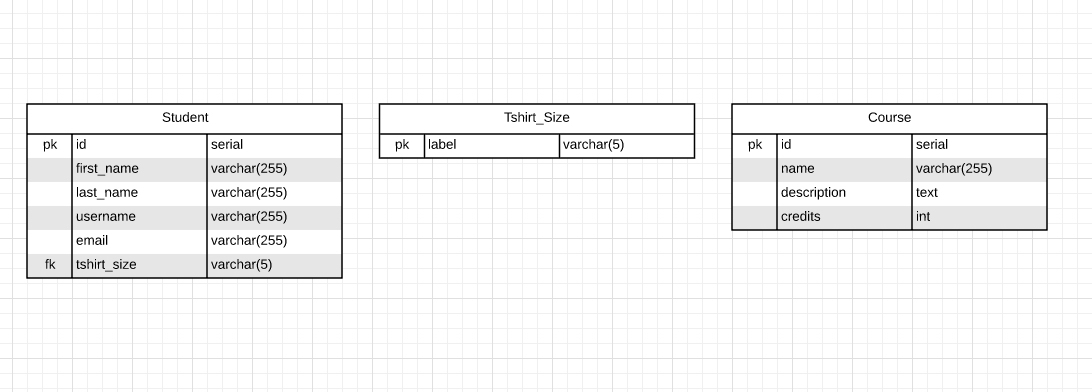 Student
pk id serial
first_name varchar(255)
last_name varchar(255)
username varchar(255)
email varchar(255)
fk tshirt_size varchar(5)
Tshirt_Size
pk label varchar(5)
Course
pk id serial
name varchar(255)
description text
credits int